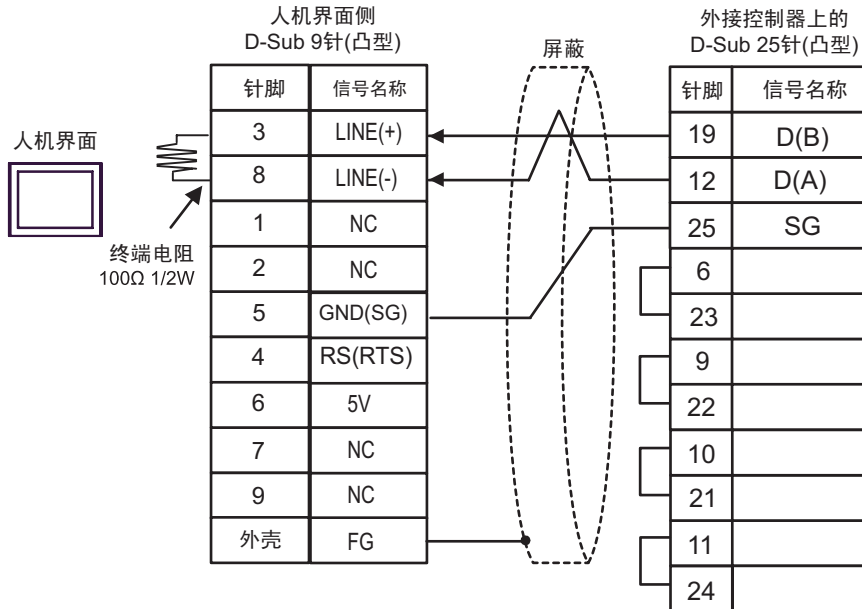 人机界面侧
D-Sub 9针(凸型)
外接控制器上的
D-Sub 25针(凸型)
屏蔽
人机界面
终端电阻
100Ω 1/2W
针脚 信号名称
3 LINE(+)
8 LINE(-)
1 NC
2 NC
5 GND(SG)
4 RS(RTS)
6 5V
7 NC
9 NC
外壳 FG
针脚 信号名称
19 D(B)
12 D(A)
25 SG
6
23
9
22
10
21
11
24